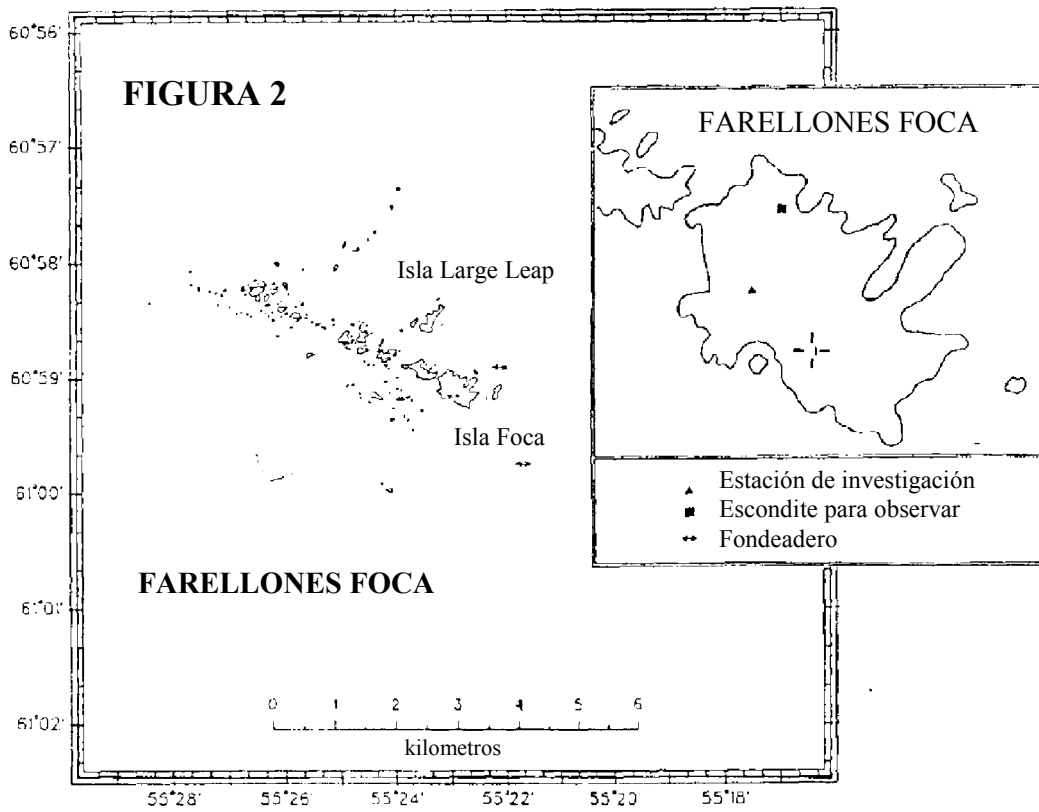 60°56'
FIGURA 2
FARELLONES FOCA
60°57'
60°58'
Isla Large Leap
60°59'
Isla Foca
61°00'
Estación de investigación
Escondite para observar
Fondeadero
FARELLONES FOCA
61°01'
0 1 2 3 4 5 6
61°02'
kilometros
55°28' 55°26' 55°24' 55°22' 55°20' 55°18'